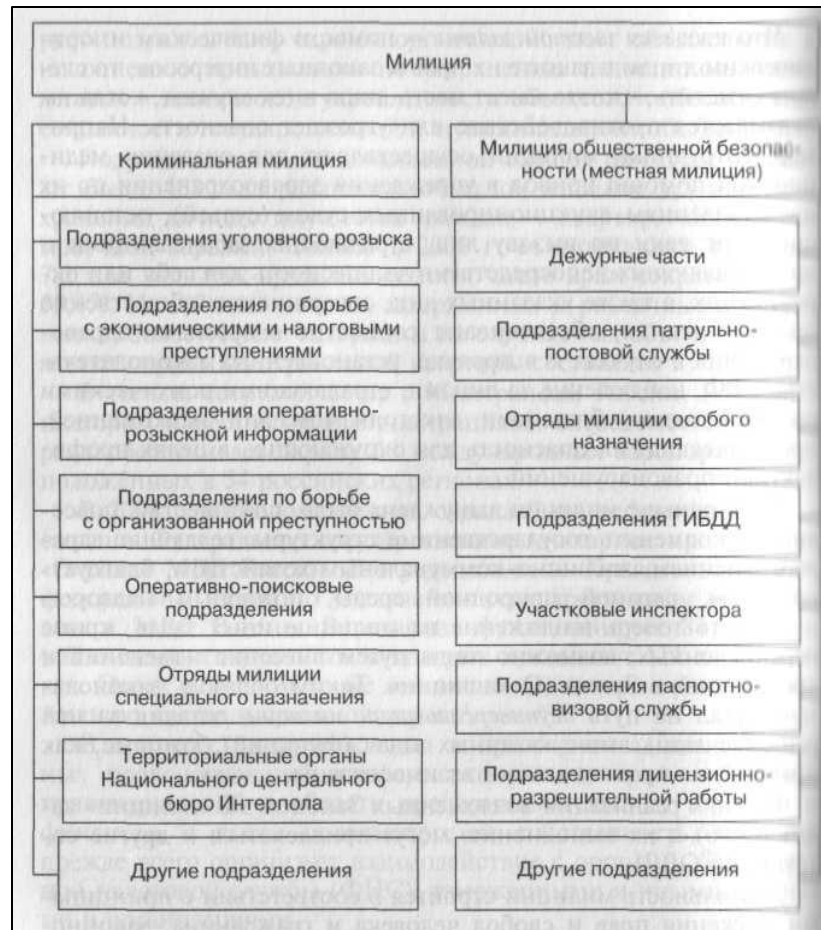 Милиция
Криминальная милиция
Подразделения уголовного розыска
Подразделения по борьбе
с экономическими и налоговыми
преступлениями
Подразделения оперативно-
розыскной информации
Подразделения по борьбе
с организованной преступностью
Оперативно-поисковые
подразделения
Отряды милиции
специального назначения
Территориальные органы
Национального центрального
бюро Интерпола
Другие подразделения
Милиция общественной безопас-
ности (местная милиция)
Дежурные части
Подразделения патрульно-
постовой службы
Отряды милиции особого
назначения
Подразделения ГИБДД
Участковые инспектора
Подразделения паспортно-
визовой службы
Подразделения лицензионно-
разрешительной работы
Другие подразделения